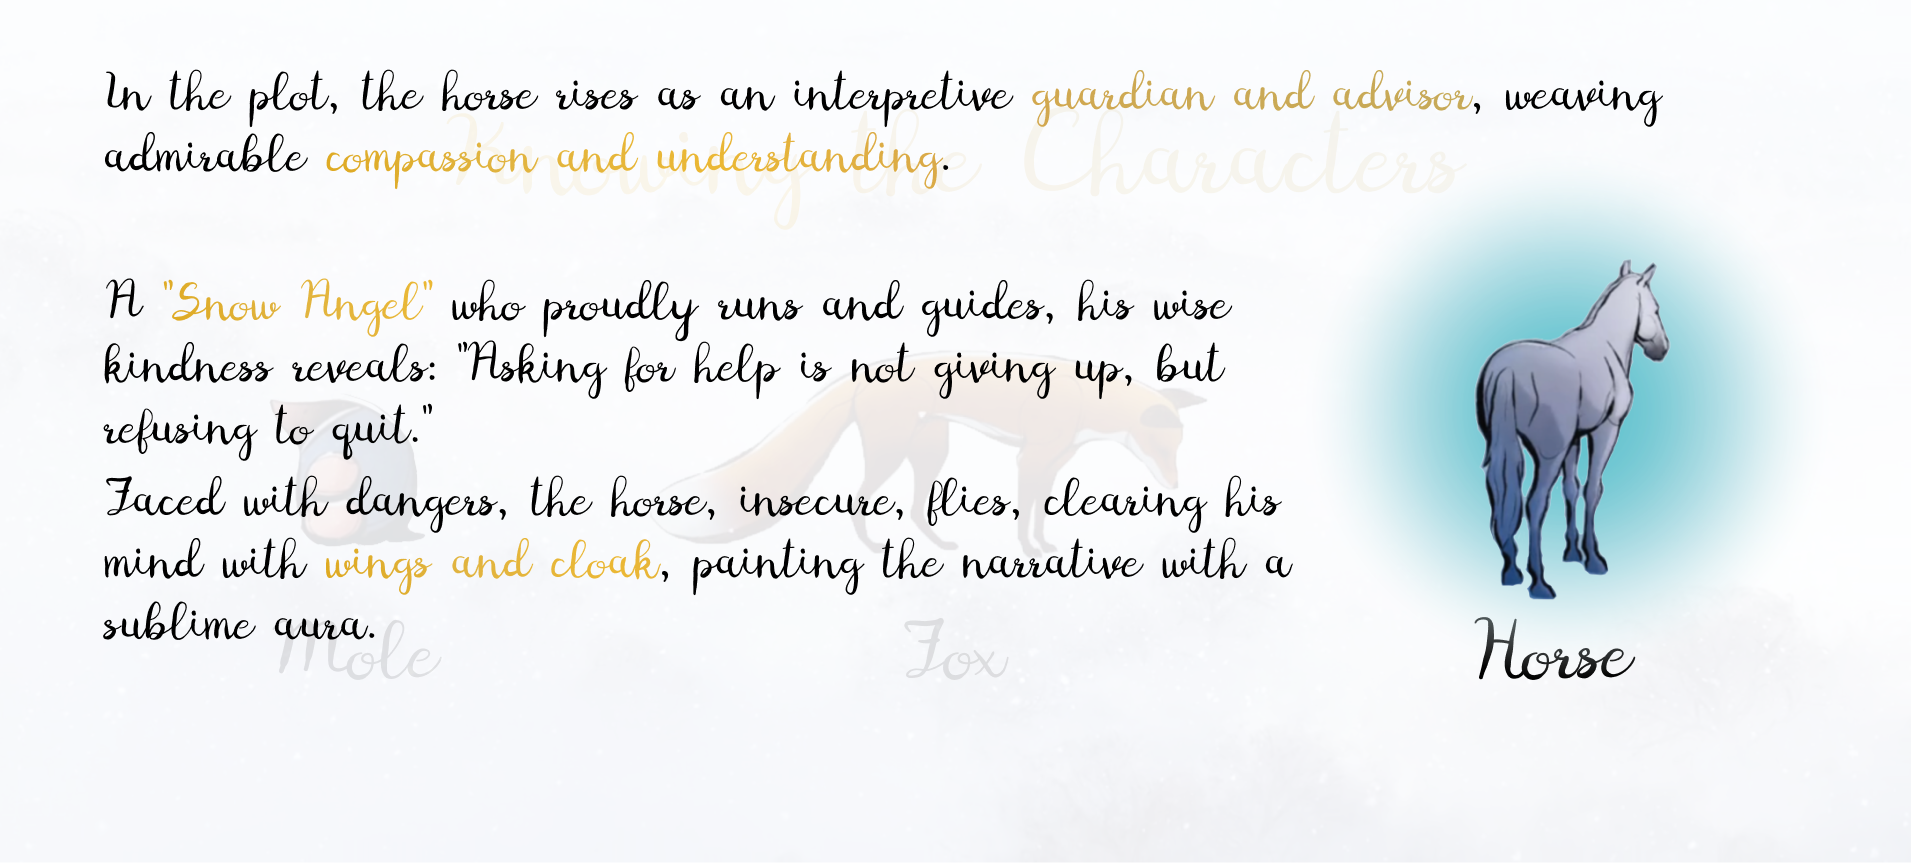 In the plot, the horse rises as an interpretive guardian and advisor, weaving
admirable compassion and understanding.
Knowing the Characters
A "Snow Angel" who proudly runs and guides, his wise
kindness reveals: "Asking for help is not giving up, but
refusing to quit."
Faced with dangers, the horse, insecure, flies, clearing his
mind with wings and cloak, painting the narrative with a
sublime aura.
Mole
Fox
Horse